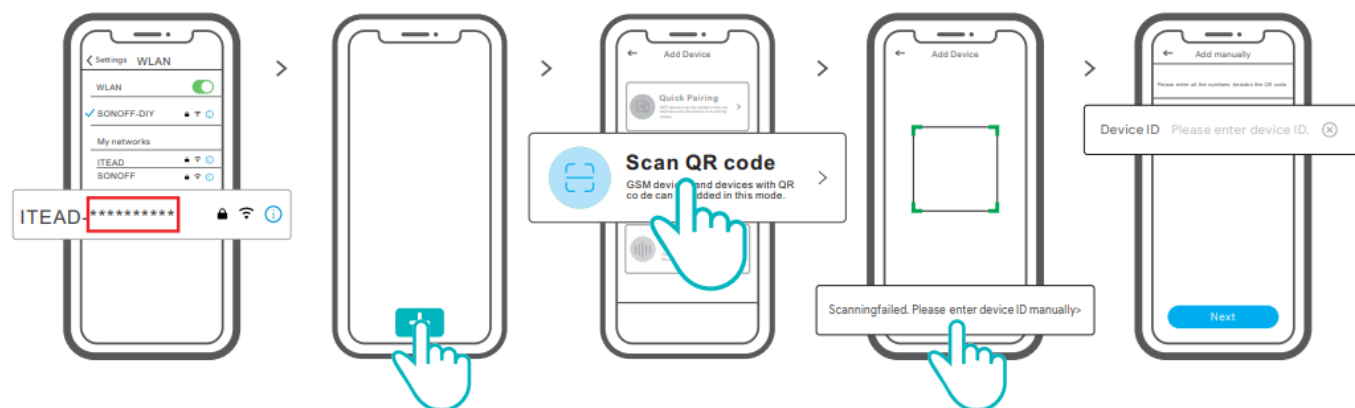 Settings WLAN
WLAN
SONOFF-DIY
My networks
ITEAD
SONOFF
ITEAD-**********
>
>
Add Device
Quick Pairing
Scan QR code
GSM devi and devices with QR
co de can dded in this mode.
>
Add Device
Scanningfailed. Please enter device ID manually>
>
Add manually
Please enter all the numbers besides the QR code
Device ID Please enter device ID.
Next